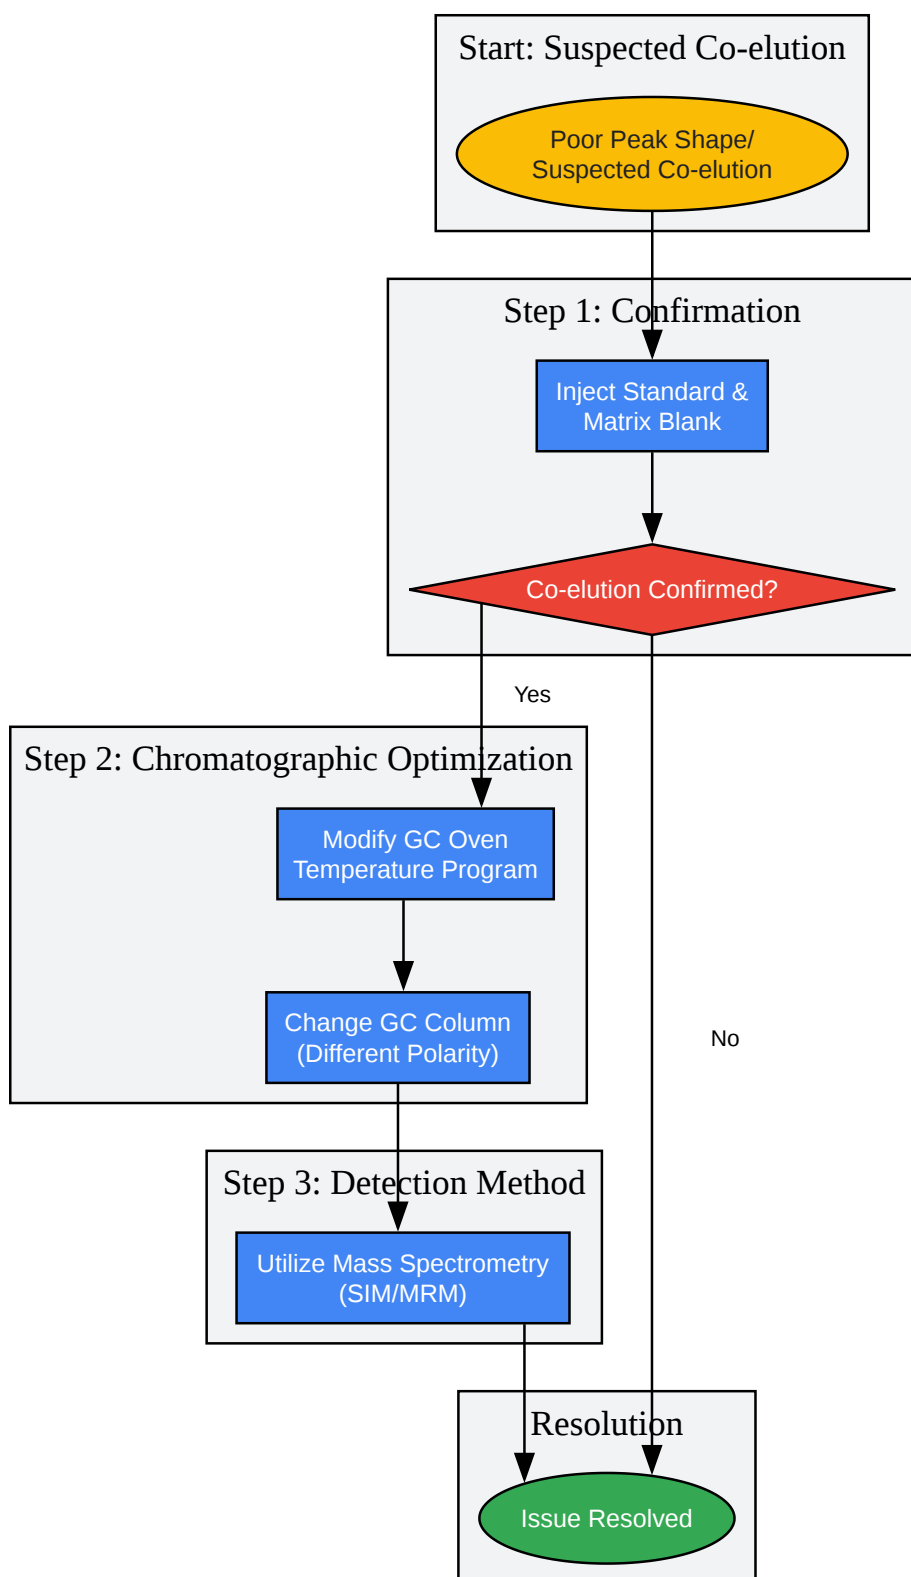 Start: Suspected Co-elution
Poor Peak Shape/
Suspected Co-elution
Step 1: Confirmation
Inject Standard &
Matrix Blank
Co-elution Confirmed?
Yes
Step 2: Chromatographic Optimization
Modify GC Oven
Temperature Program
Change GC Column
(Different Polarity)
No
Step 3: Detection Method
Utilize Mass Spectrometry
(SIM/MRM)
Resolution
Issue Resolved